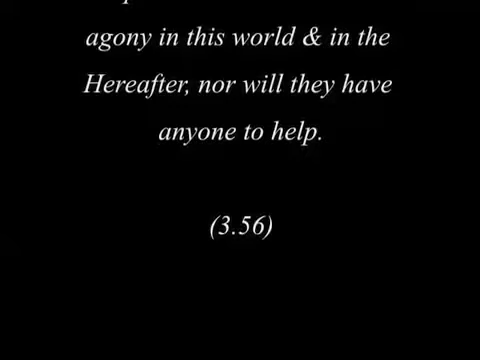 agony in this world & in the
Hereafter, nor will they have
anyone to help.
(3.56)